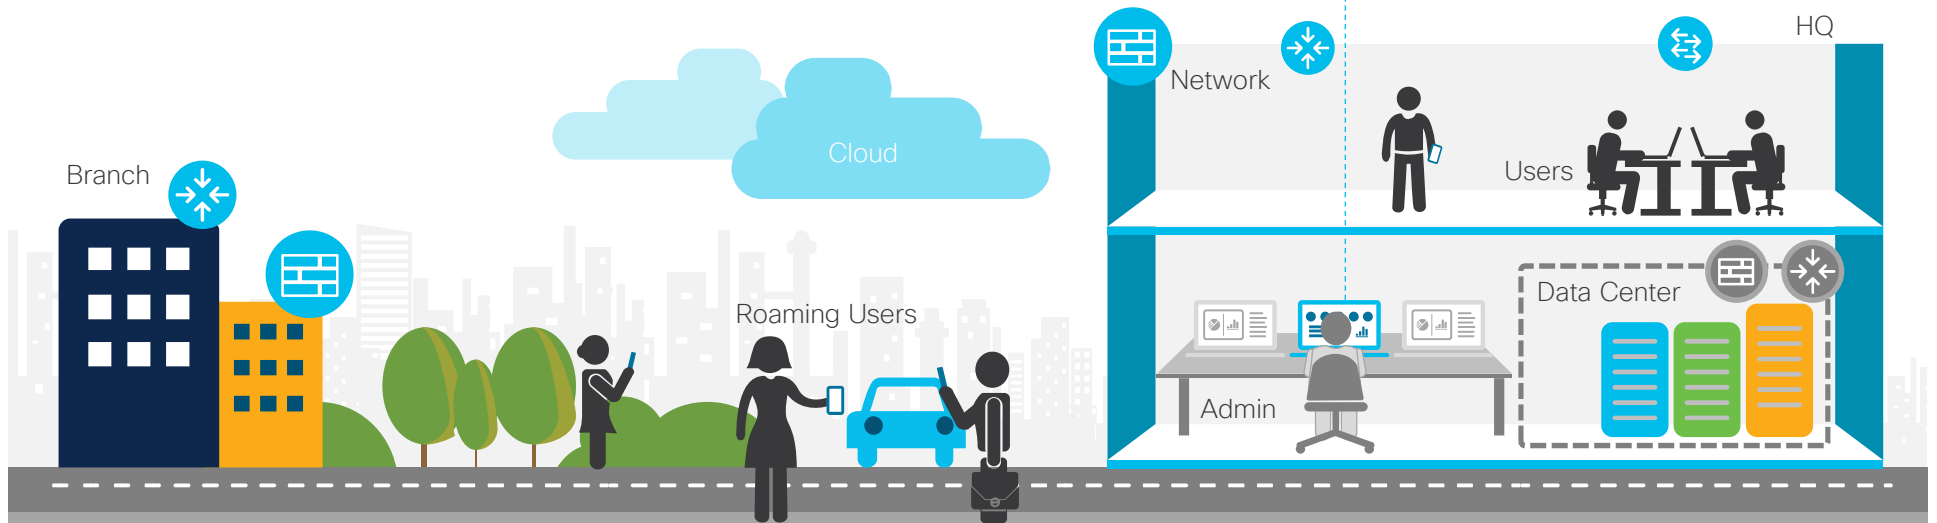 HQ
Network
Cloud
Branch
Users
Data Center
Roaming Users
Admin